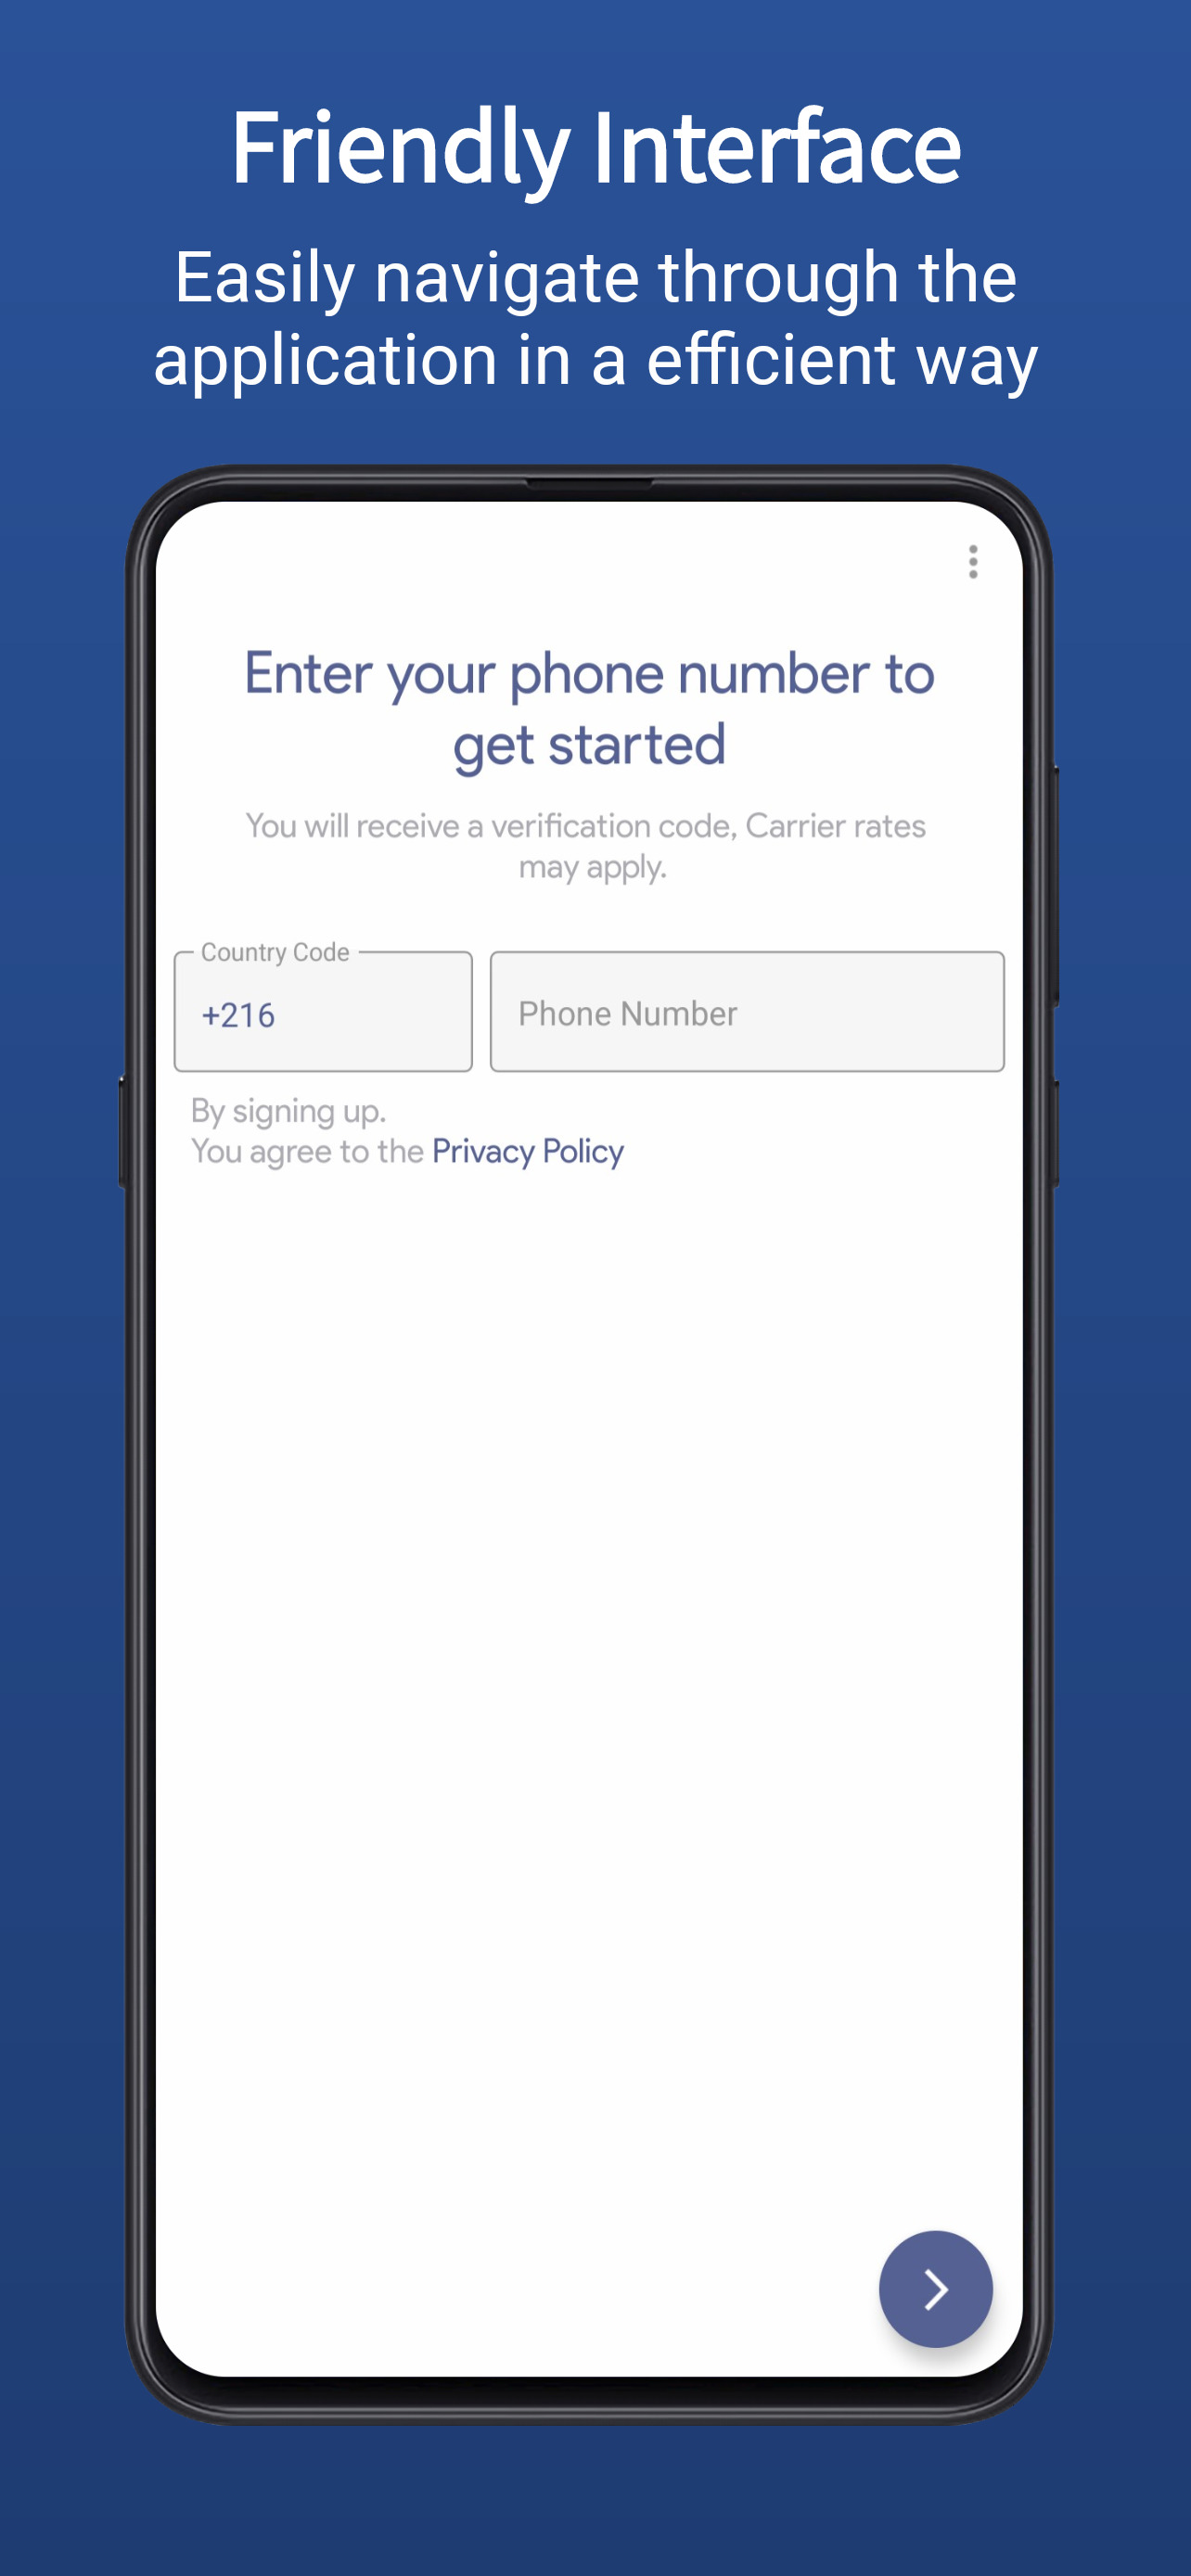 Friendly Interface
Easily navigate through the
application in a efficient way
Enter your phone number to
get started
You will receive a verification code, Carrier rates
may apply.
Country Code
+216
Phone Number
By signing up.
You agree to the Privacy Policy